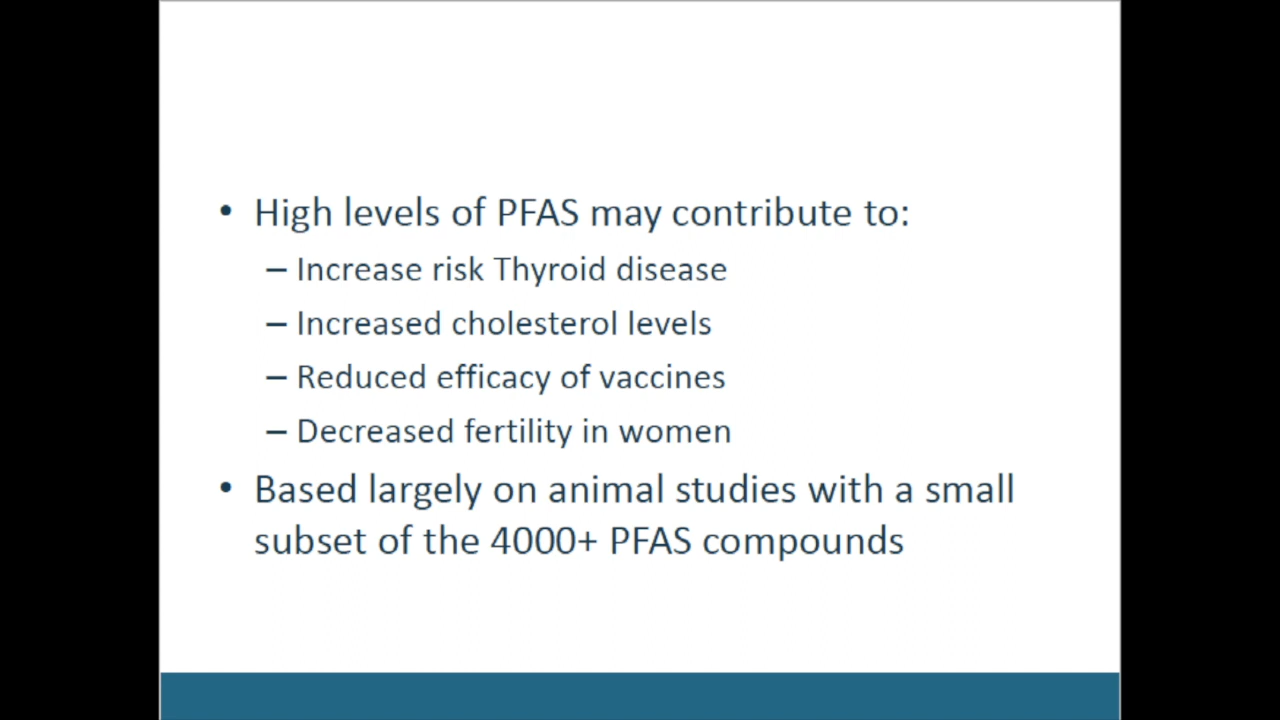 • High levels of PFAS may contribute to:
– Increase risk Thyroid disease
– Increased cholesterol levels
– Reduced efficacy of vaccines
– Decreased fertility in women
• Based largely on animal studies with a small
subset of the 4000+ PFAS compounds